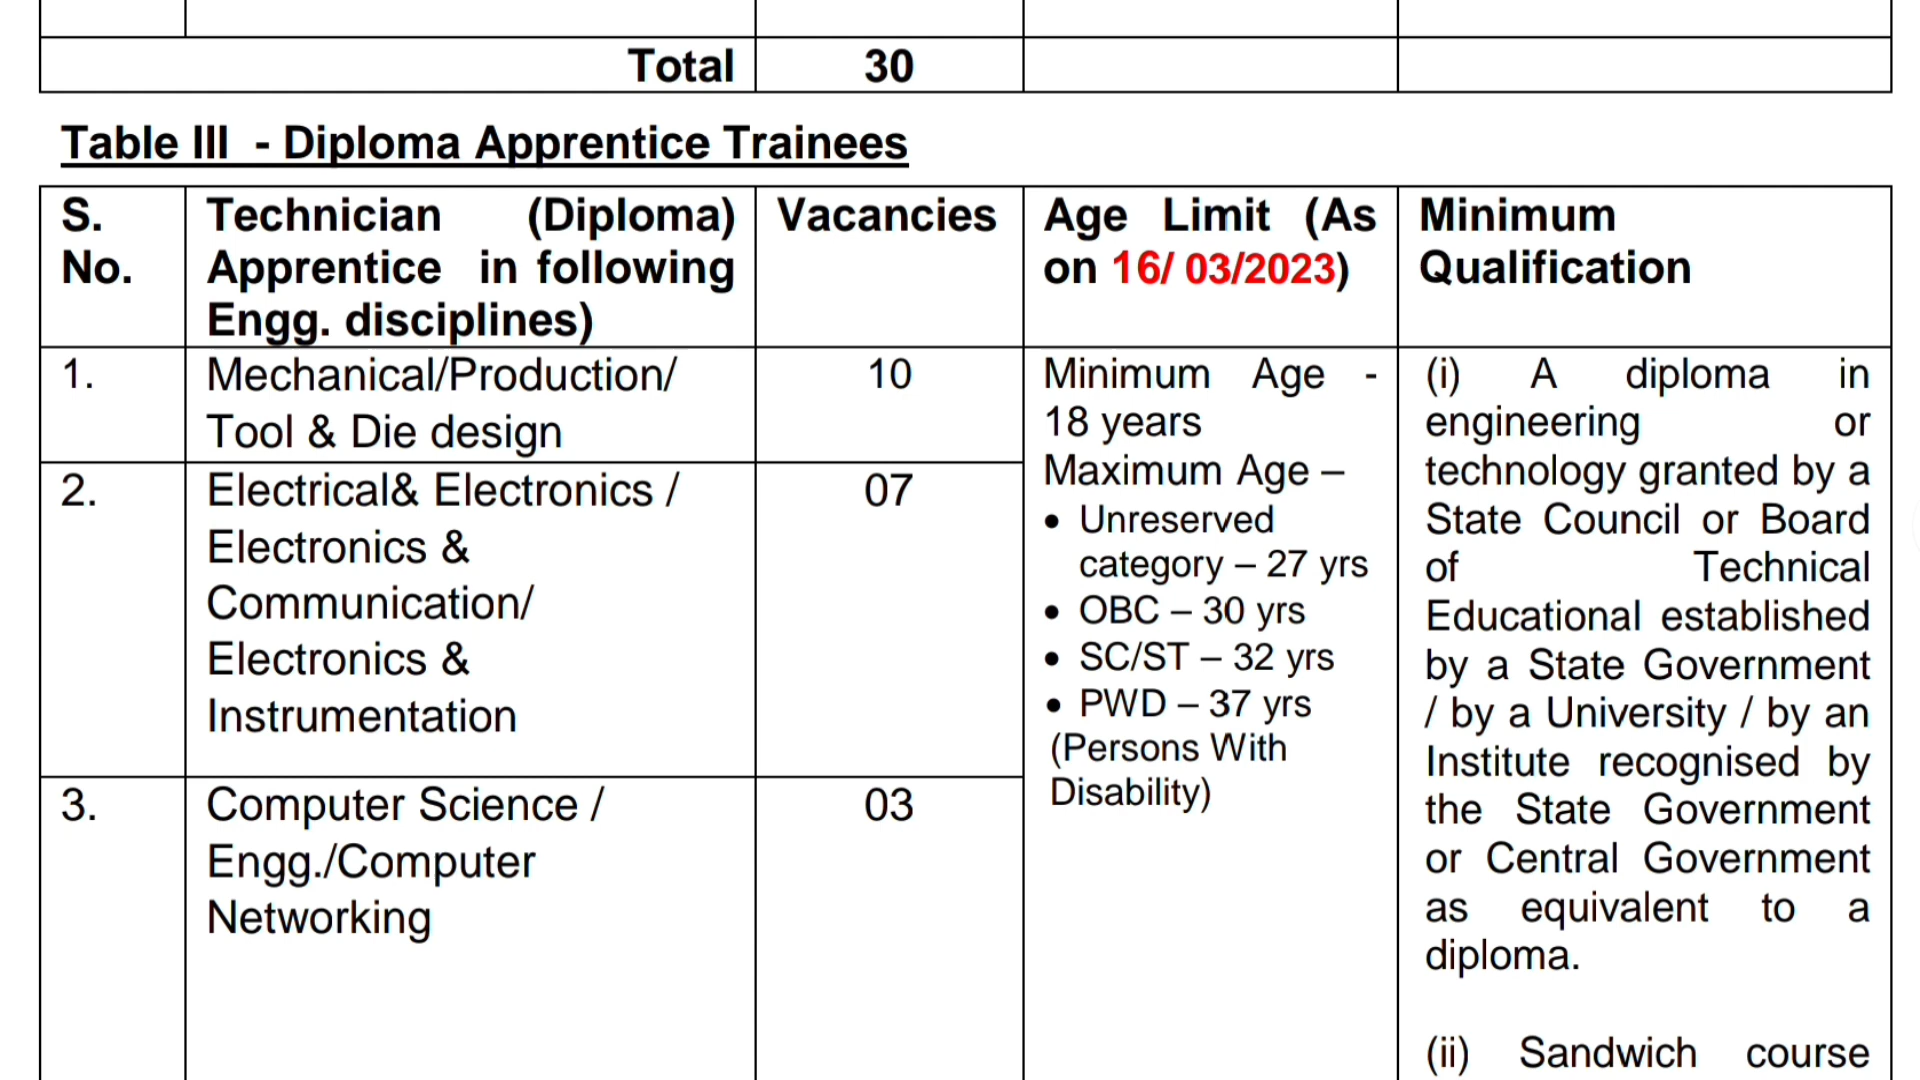 Total 30
Table III - Diploma Apprentice Trainees
S. No.
Technician (Diploma)
Apprentice in following
Engg. disciplines)
Vacancies
Age Limit (As
on 16/ 03/2023)
Minimum
Qualification
1.
Mechanical/Production/
Tool & Die design
10
Minimum Age -
18 years
Maximum Age –
• Unreserved
category – 27 yrs
• OBC – 30 yrs
• SC/ST – 32 yrs
• PWD – 37 yrs
(Persons With
Disability)
(i) A diploma in
engineering or
technology granted by a
State Council or Board
of Technical
Educational established
by a State Government
/ by a University / by an
Institute recognised by
the State Government
or Central Government
as equivalent to a
diploma.
(ii) Sandwich course
2.
Electrical& Electronics /
Electronics &
Communication/
Electronics &
Instrumentation
07
3.
Computer Science /
Engg./Computer
Networking
03